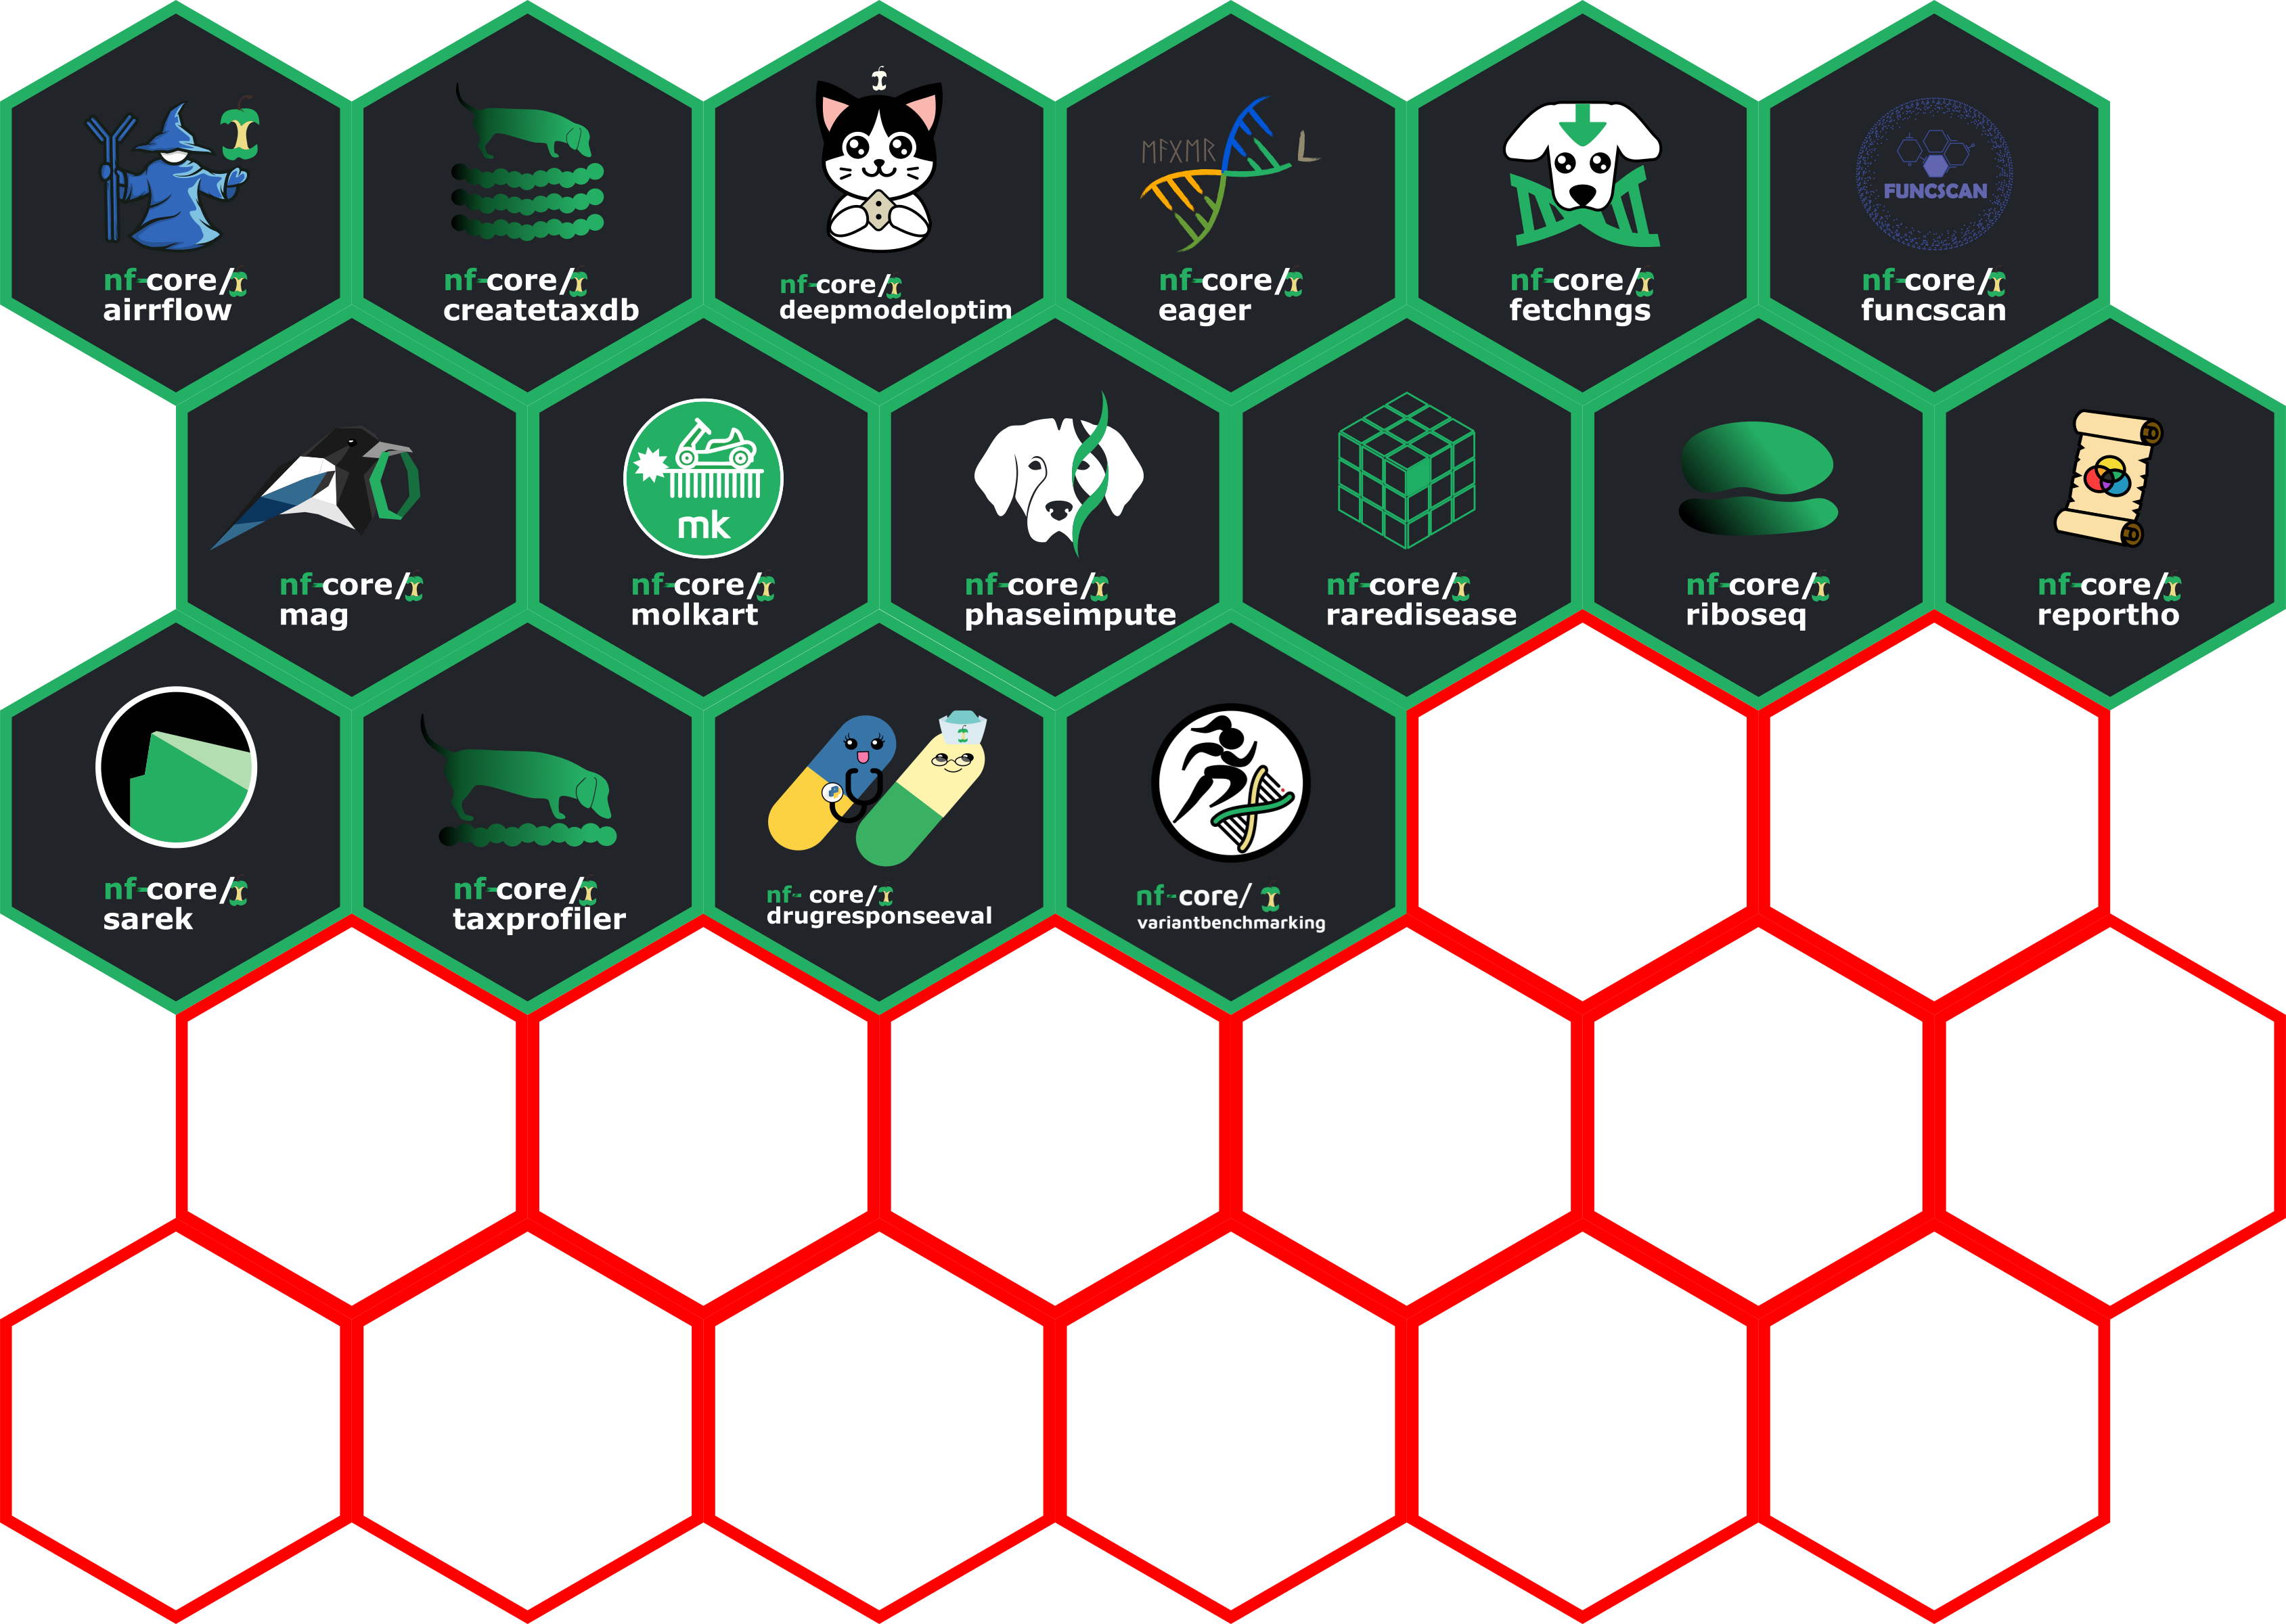 nf-core/
airrflow
nf-core/
createtaxdb
nf-core/
deepmodeloptim
ᛖᚨᚷᛖᚱ
nf-core/
eager
nf-core/
fetchngs
FUNCSCAN
nf-core/
funcscan
nf-core/
mag
mk
nf-core/
molkart
nf-core/
phaseimpute
nf-core/
raredisease
nf-core/
riboseq
nf-core/
reportho
nf-core/
sarek
nf-core/
taxprofiler
nf- core/
drugresponseeval
nf-core/
variantbenchmarking